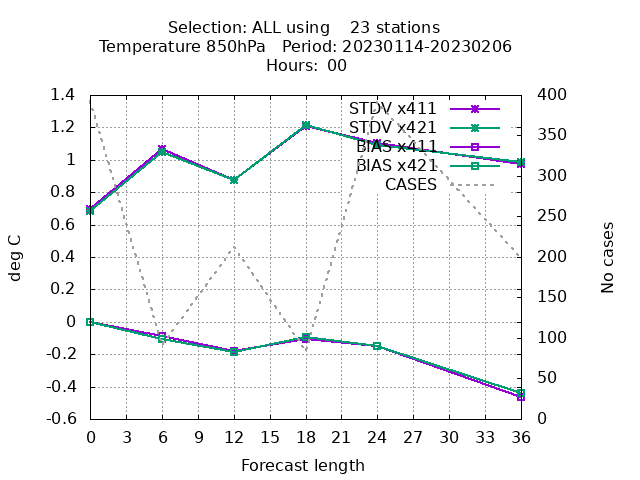 Selection: ALL using 23 stations
Temperature 850hPa Period: 20230114-20230206
Hours: 00
STDV x411
STDV x421
BIAS x411
BIAS x421
CASES
1.4
1.2
1
0.8
0.6
0.4
0.2
0
-0.2
-0.4
-0.6
deg C
400
350
300
250
200
150
100
50
0
No cases
0 3 6 9 12 15 18 21 24 27 30 33 36
Forecast length